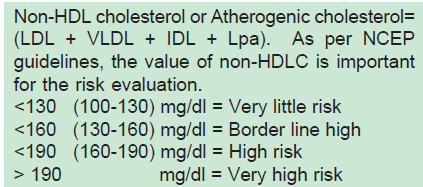 Non-HDL cholesterol or Atherogenic cholesterol=
(LDL + VLDL + IDL + Lpa). As per NCEP
guidelines, the value of non-HDLC is important
for the risk evaluation.
<130 (100-130) mg/dl = Very little risk
<160 (130-160) mg/dl = Border line high
<190 (160-190) mg/dl = High risk
> 190 mg/dl = Very high risk